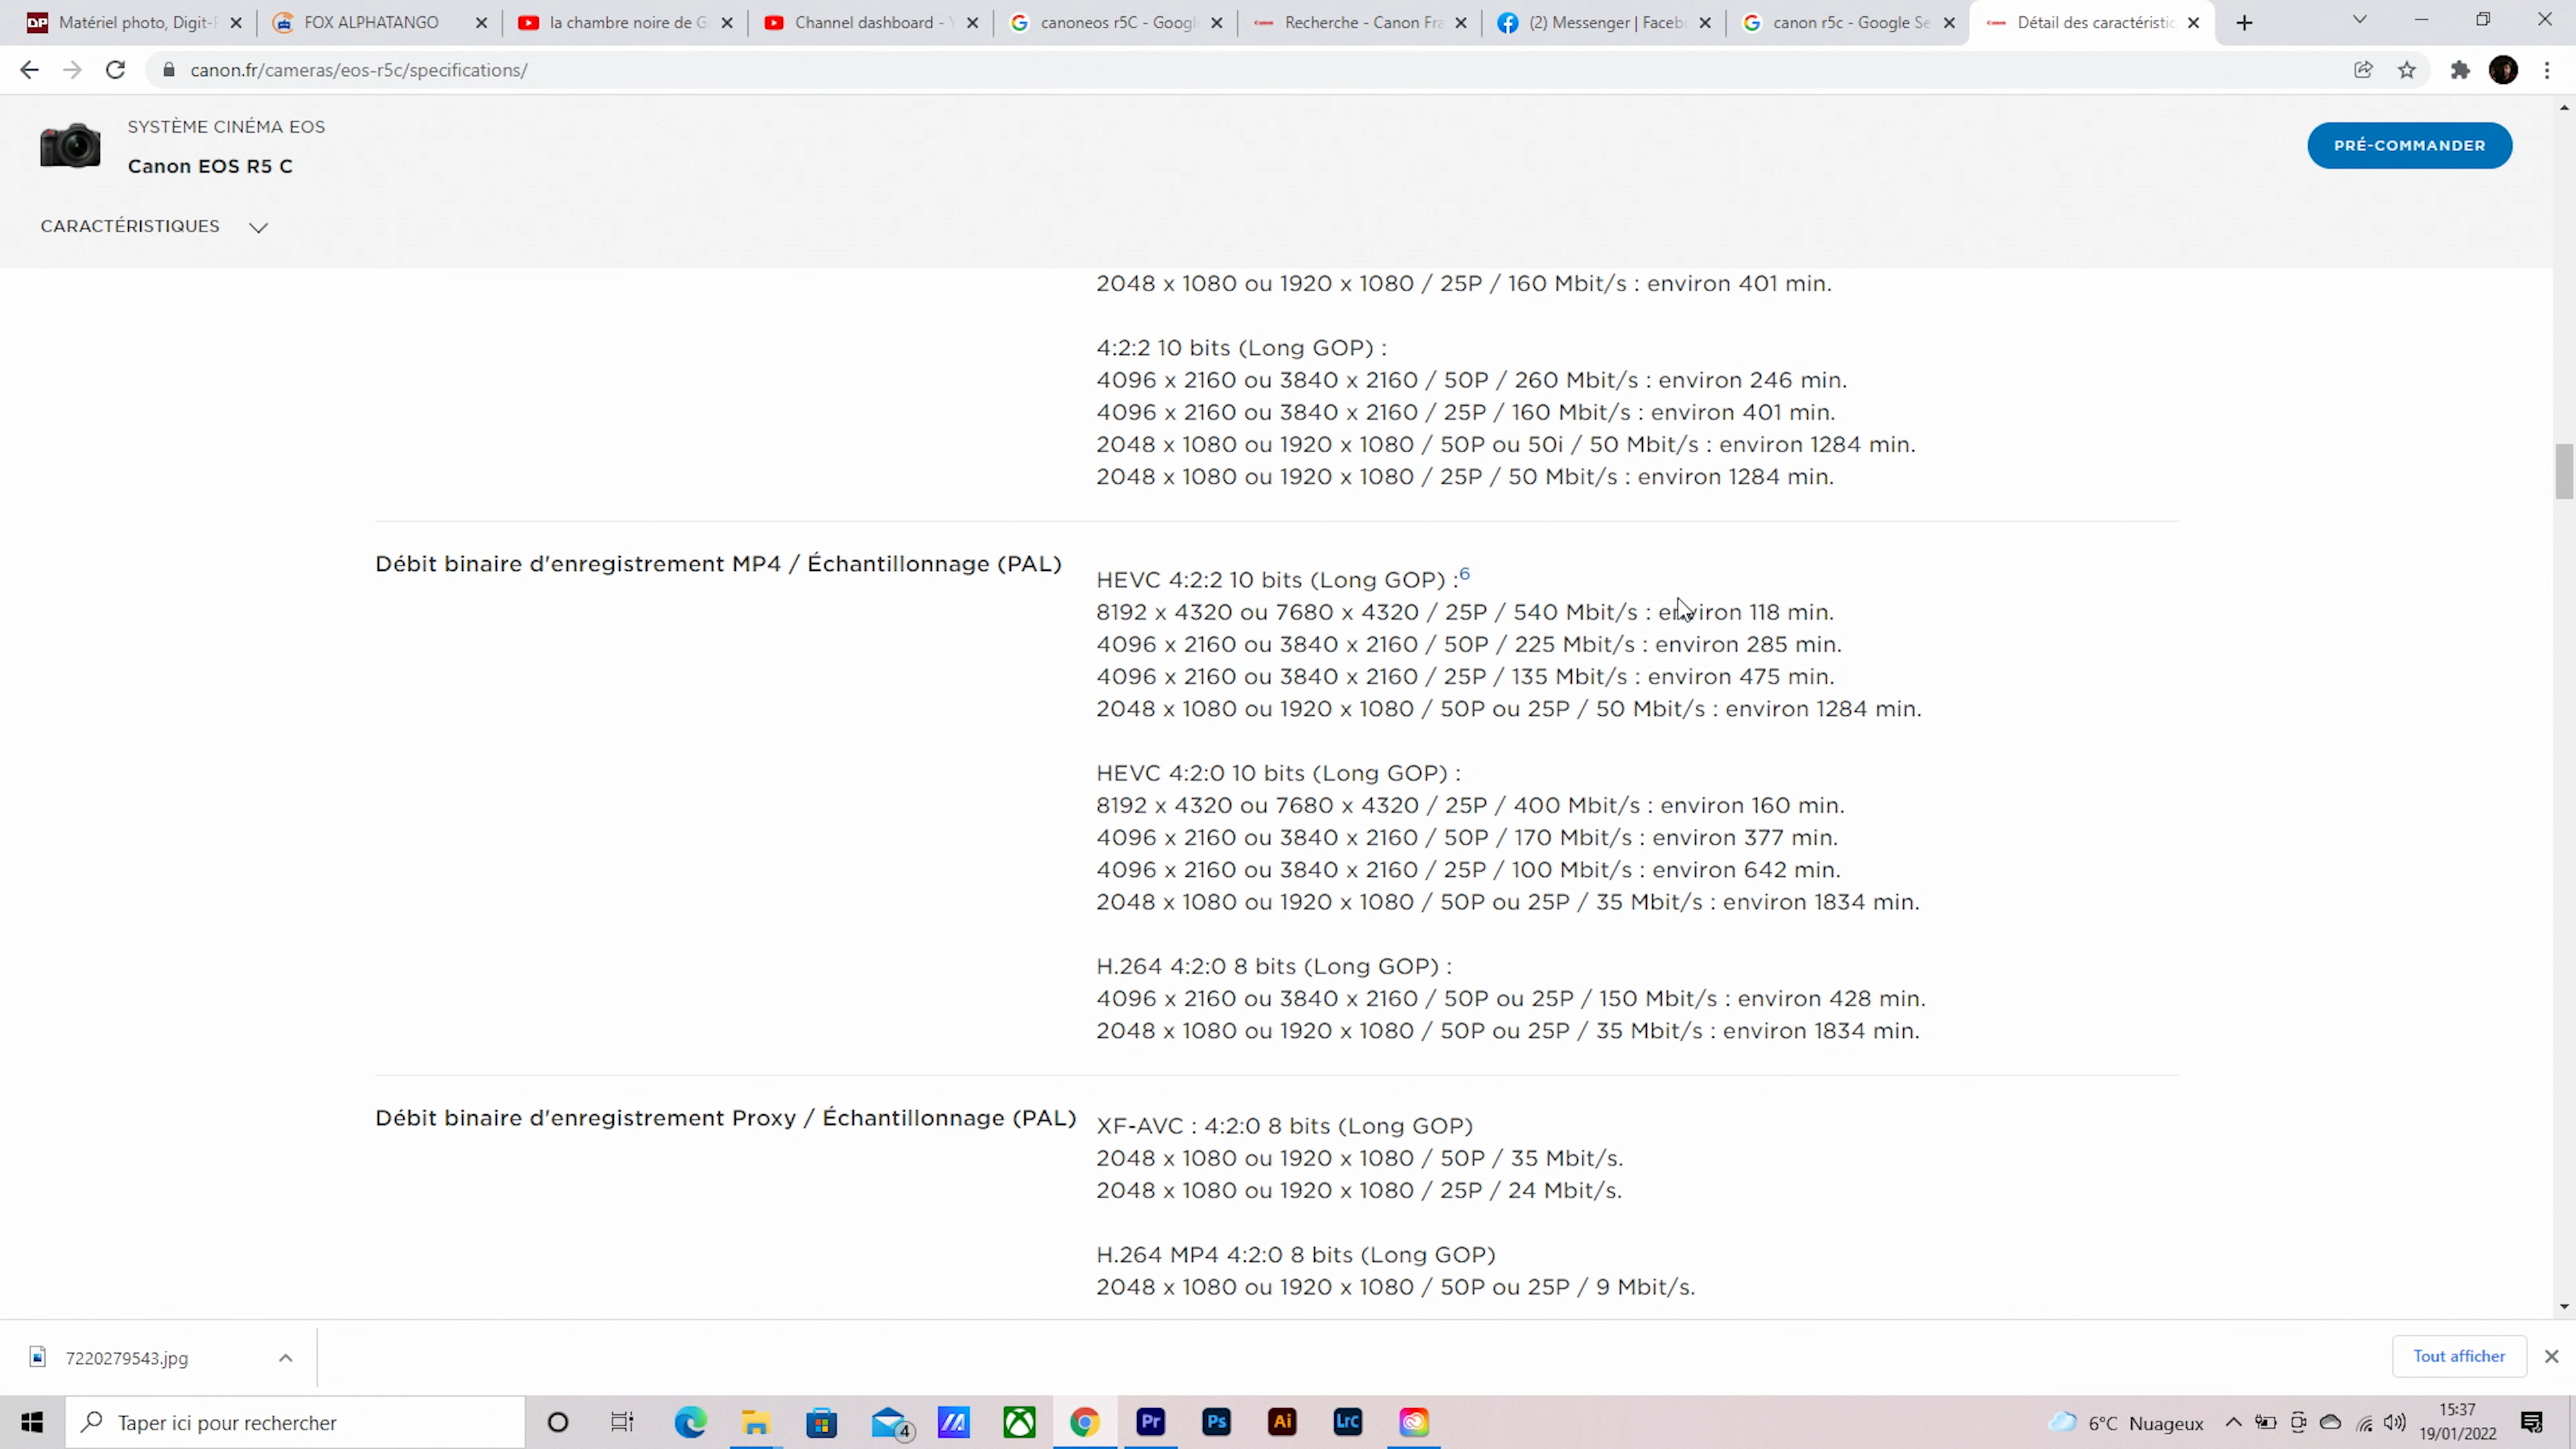 Matériel photo, Digit-P
FOX ALPHATANGO
la chambre noire de G
Channel dashboard - Y
canoneos r5C - Google
Recherche - Canon Fra
(2) Messenger | Facebo
canon r5c - Google Se
Détail des caractéristic
canon.fr/cameras/eos-r5c/specifications/
SYSTÈME CINÉMA EOS
Canon EOS R5 C
PRÉ-COMMANDER
CARACTÉRISTIQUES
2048 x 1080 ou 1920 x 1080 / 25P / 160 Mbit/s : environ 401 min.
4:2:2 10 bits (Long GOP) :
4096 x 2160 ou 3840 x 2160 / 50P / 260 Mbit/s : environ 246 min.
4096 x 2160 ou 3840 x 2160 / 25P / 160 Mbit/s : environ 401 min.
2048 x 1080 ou 1920 x 1080 / 50P ou 50i / 50 Mbit/s : environ 1284 min.
2048 x 1080 ou 1920 x 1080 / 25P / 50 Mbit/s : environ 1284 min.
Débit binaire d'enregistrement MP4 / Échantillonnage (PAL)
HEVC 4:2:2 10 bits (Long GOP) :6
8192 x 4320 ou 7680 x 4320 / 25P / 540 Mbit/s : environ 118 min.
4096 x 2160 ou 3840 x 2160 / 50P / 225 Mbit/s : environ 285 min.
4096 x 2160 ou 3840 x 2160 / 25P / 135 Mbit/s : environ 475 min.
2048 x 1080 ou 1920 x 1080 / 50P ou 25P / 50 Mbit/s : environ 1284 min.
HEVC 4:2:0 10 bits (Long GOP) :
8192 x 4320 ou 7680 x 4320 / 25P / 400 Mbit/s : environ 160 min.
4096 x 2160 ou 3840 x 2160 / 50P / 170 Mbit/s : environ 377 min.
4096 x 2160 ou 3840 x 2160 / 25P / 100 Mbit/s : environ 642 min.
2048 x 1080 ou 1920 x 1080 / 50P ou 25P / 35 Mbit/s : environ 1834 min.
H.264 4:2:0 8 bits (Long GOP) :
4096 x 2160 ou 3840 x 2160 / 50P ou 25P / 150 Mbit/s : environ 428 min.
2048 x 1080 ou 1920 x 1080 / 50P ou 25P / 35 Mbit/s : environ 1834 min.
Débit binaire d'enregistrement Proxy / Échantillonnage (PAL)
XF-AVC : 4:2:0 8 bits (Long GOP)
2048 x 1080 ou 1920 x 1080 / 50P / 35 Mbit/s.
2048 x 1080 ou 1920 x 1080 / 25P / 24 Mbit/s.
H.264 MP4 4:2:0 8 bits (Long GOP)
2048 x 1080 ou 1920 x 1080 / 50P ou 25P / 9 Mbit/s.
7220279543.jpg
Tout afficher
Taper ici pour rechercher
4
Pr
Ps
Ai
LrC
6°C Nuageux
15:37
19/01/2022